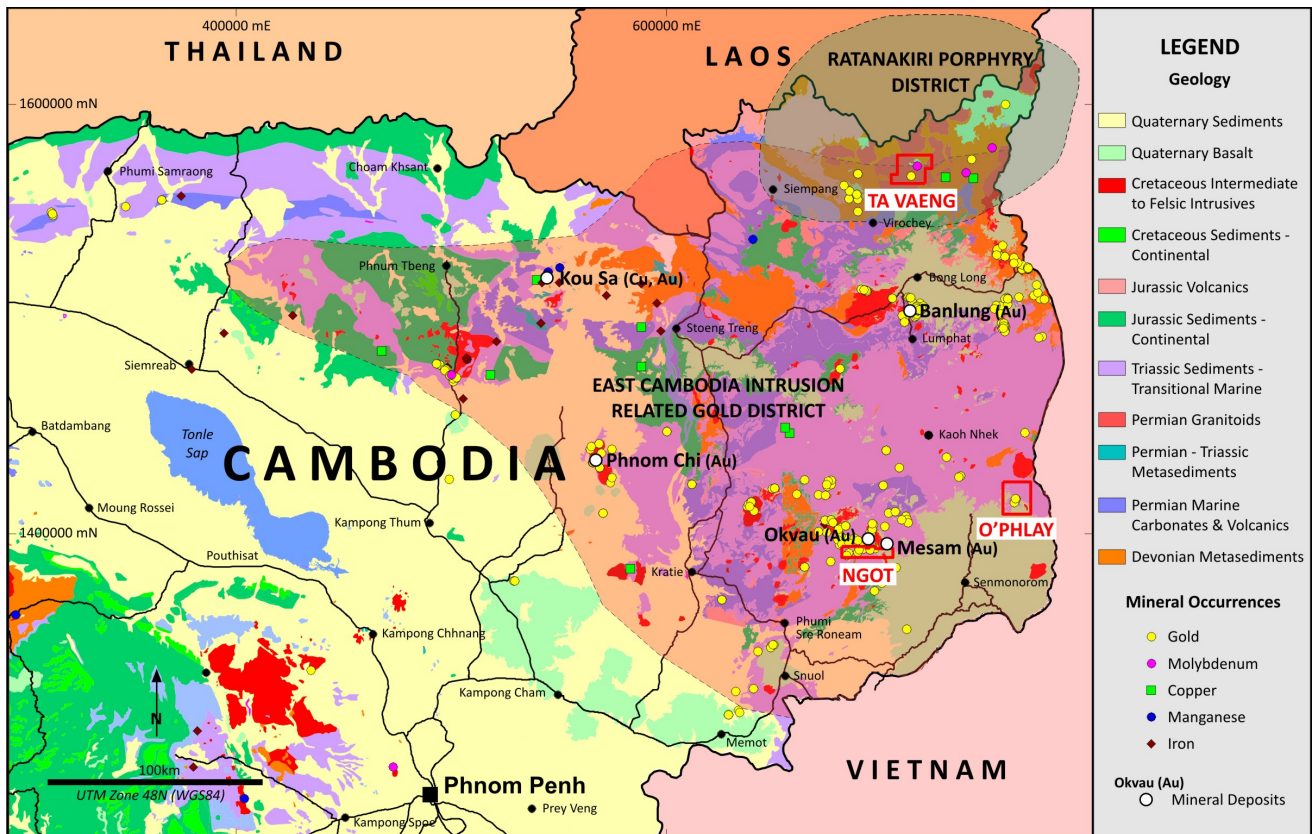 400000 mE
600000 mE
THAILAND
LAOS
RATANAKIRI PORPHYRY
DISTRICT
1600000 mN
Phumi Samraong
Choam Khsant
Siempang
TA VAENG
Virochey
Phnum Tbeng
Kou Sa (Cu, Au)
Bong Long
Banlung (Au)
Stoeng Treng
Lumphat
Siemreab
EAST CAMBODIA INTRUSION
RELATED GOLD DISTRICT
Batdambang
Tonle
Sap
CAMBODIA
Kaoh Nhek
Phnom Chi (Au)
Moung Rossei
Kampong Thum
O'PHLAY
1400000 mN
Okvau (Au)
Mesam (Au)
Pouthisat
NGOT
Kratie
Senmonorom
Kampong Chhnang
Phumi
Sre Roneam
Snuol
Kampong Cham
N
Memot
100km
UTM Zone 48N (WGS84)
Phnom Penh
VIETNAM
Prey Veng
Kampong Spoe
LEGEND
Geology
Quaternary Sediments
Quaternary Basalt
Cretaceous Intermediate
to Felsic Intrusives
Cretaceous Sediments -
Continental
Jurassic Volcanics
Jurassic Sediments -
Continental
Triassic Sediments -
Transitional Marine
Permian Granitoids
Permian - Triassic
Metasediments
Permian Marine
Carbonates & Volcanics
Devonian Metasediments
Mineral Occurrences
Gold
Molybdenum
Copper
Manganese
Iron
Okvau (Au)
Mineral Deposits